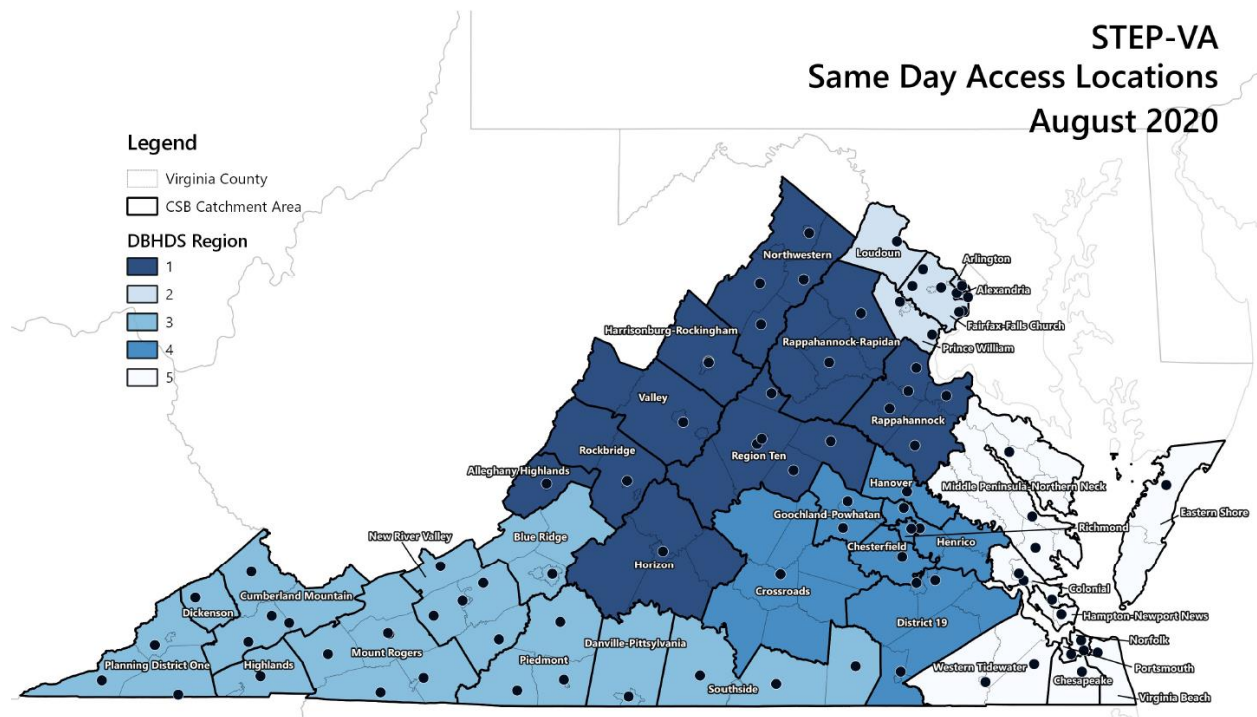 STEP-VA
Same Day Access Locations
August 2020
Legend
Virginia County
CSB Catchment Area
DBHDS Region
1
2
3
4
5
Northwestern
Loudoun
Arlington
Alexandria
Fairfax-Falls Church
Prince William
Harrisonburg-Rockingham
Rappahannock-Rapidan
Valley
Rappahannock
Rockbridge
Region Ten
Alleghany/Highlands
Hanover
Middle Peninsula-Northern Neck
Eastern Shore
Goochland-Powhatan
Richmond
New River Valley
Blue Ridge
Chesterfield
Henrico
Horizon
Crossroads
Colonial
Dickenson
Cumberland Mountain
Hampton-Newport News
District 19
Norfolk
Danville-Pittsylvania
Mount Rogers
Piedmont
Planning District One
Highlands
Western Tidewater
Portsmouth
Chesapeake
Southside
Virginia Beach